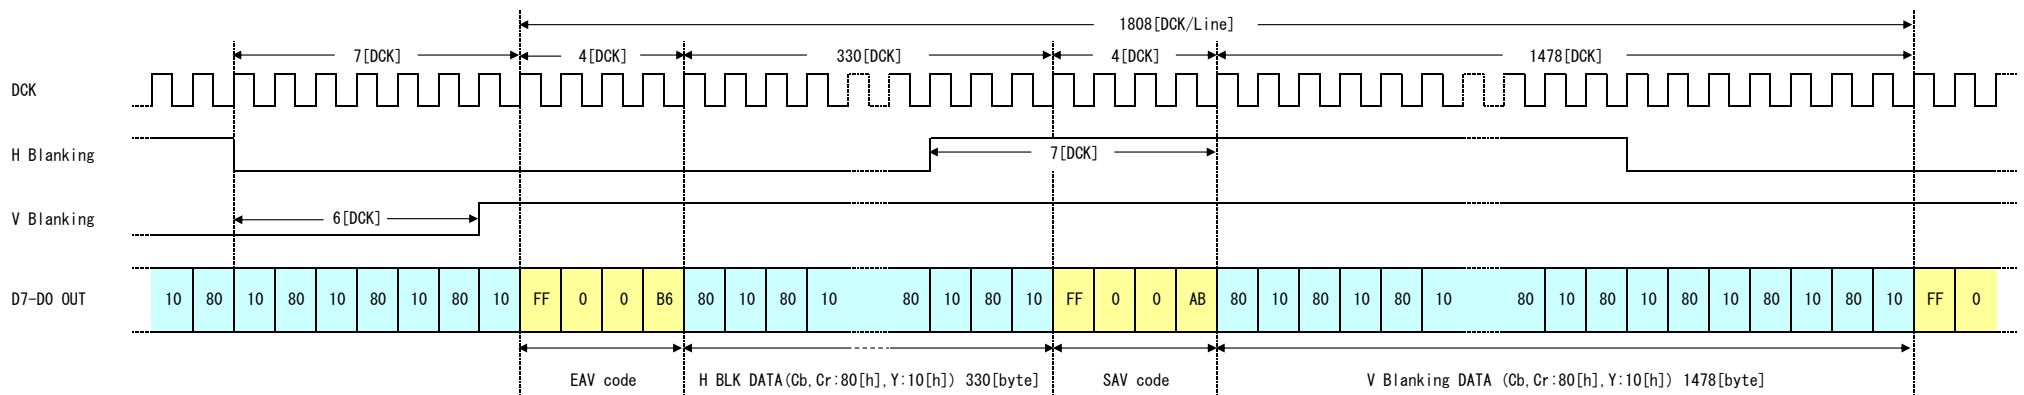 1808[DCK/Line]
7[DCK] 4[DCK] 330[DCK] 4[DCK] 1478[DCK]
DCK
H Blanking 7[DCK]
V Blanking 6[DCK]
D7-D0 OUT 10 80 10 80 10 80 10 80 10 FF 0 0 B6 80 10 80 10 80 10 80 10 FF 0 0 AB 80 10 80 10 80 10 80 10 80 10 80 10 80 10 80 10 FF 0
EAV code H BLK DATA(Cb,Cr:80[h],Y:10[h]) 330[byte] SAV code V Blanking DATA (Cb,Cr:80[h],Y:10[h]) 1478[byte]